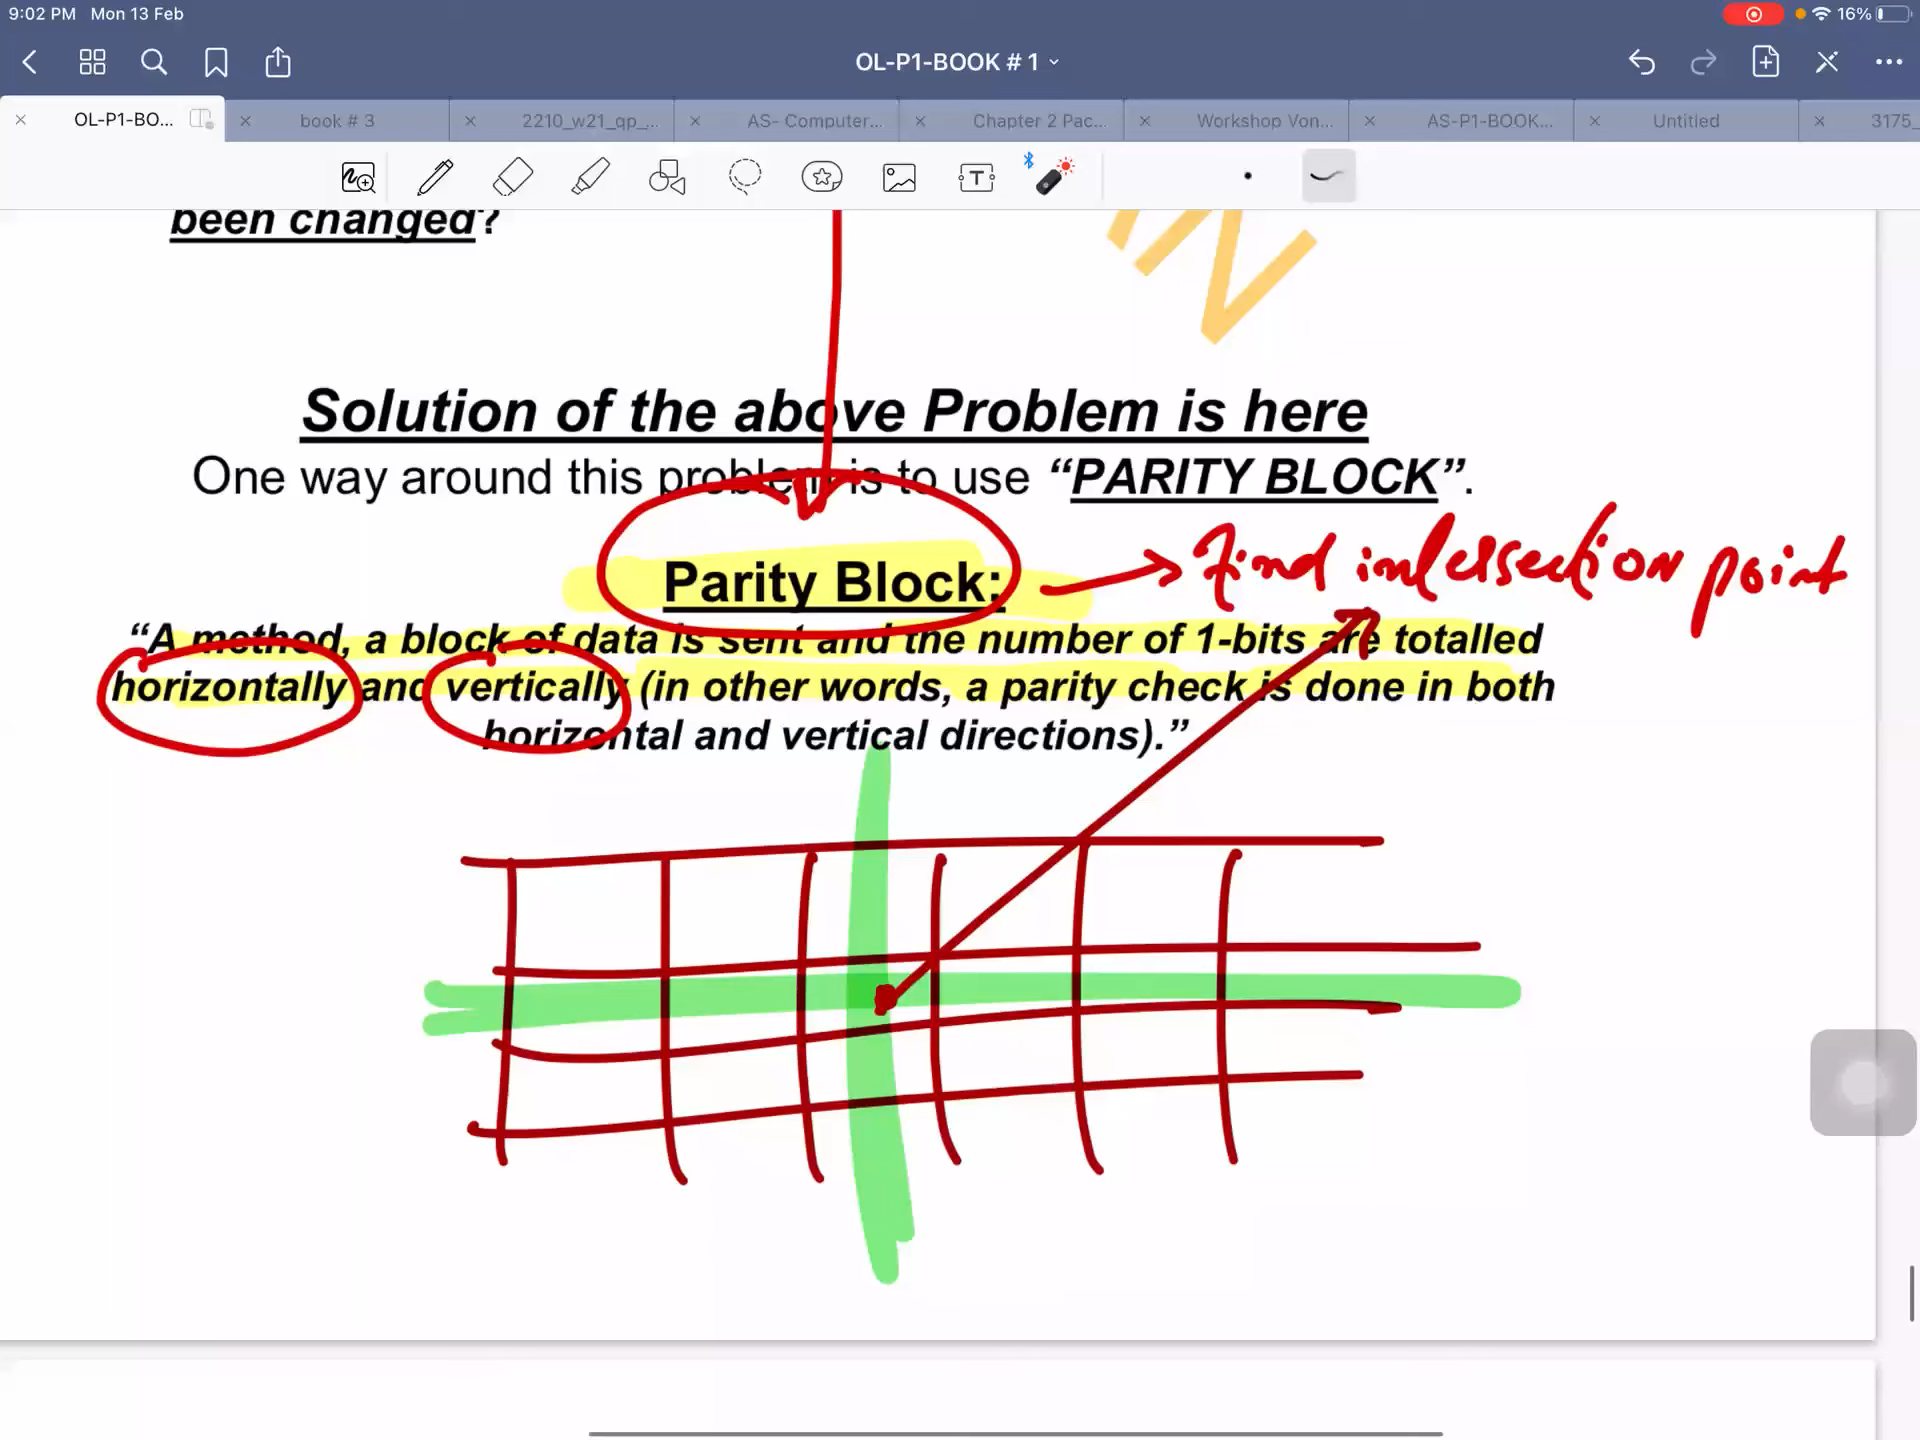 9:02 PM Mon 13 Feb
16%
OL-P1-BOOK # 1
OL-P1-BO...
book # 3
2210_w21_qp_...
AS- Computer...
Chapter 2 Pac...
Workshop Von...
AS-P1-BOOK...
Untitled
3175_
T
been changed?
Solution of the above Problem is here
One way around this problem is to use “PARITY BLOCK”.
Parity Block:
Find intersection point
“A method, a block of data is sent and the number of 1-bits are totalled
horizontally and vertically (in other words, a parity check is done in both
horizontal and vertical directions).”